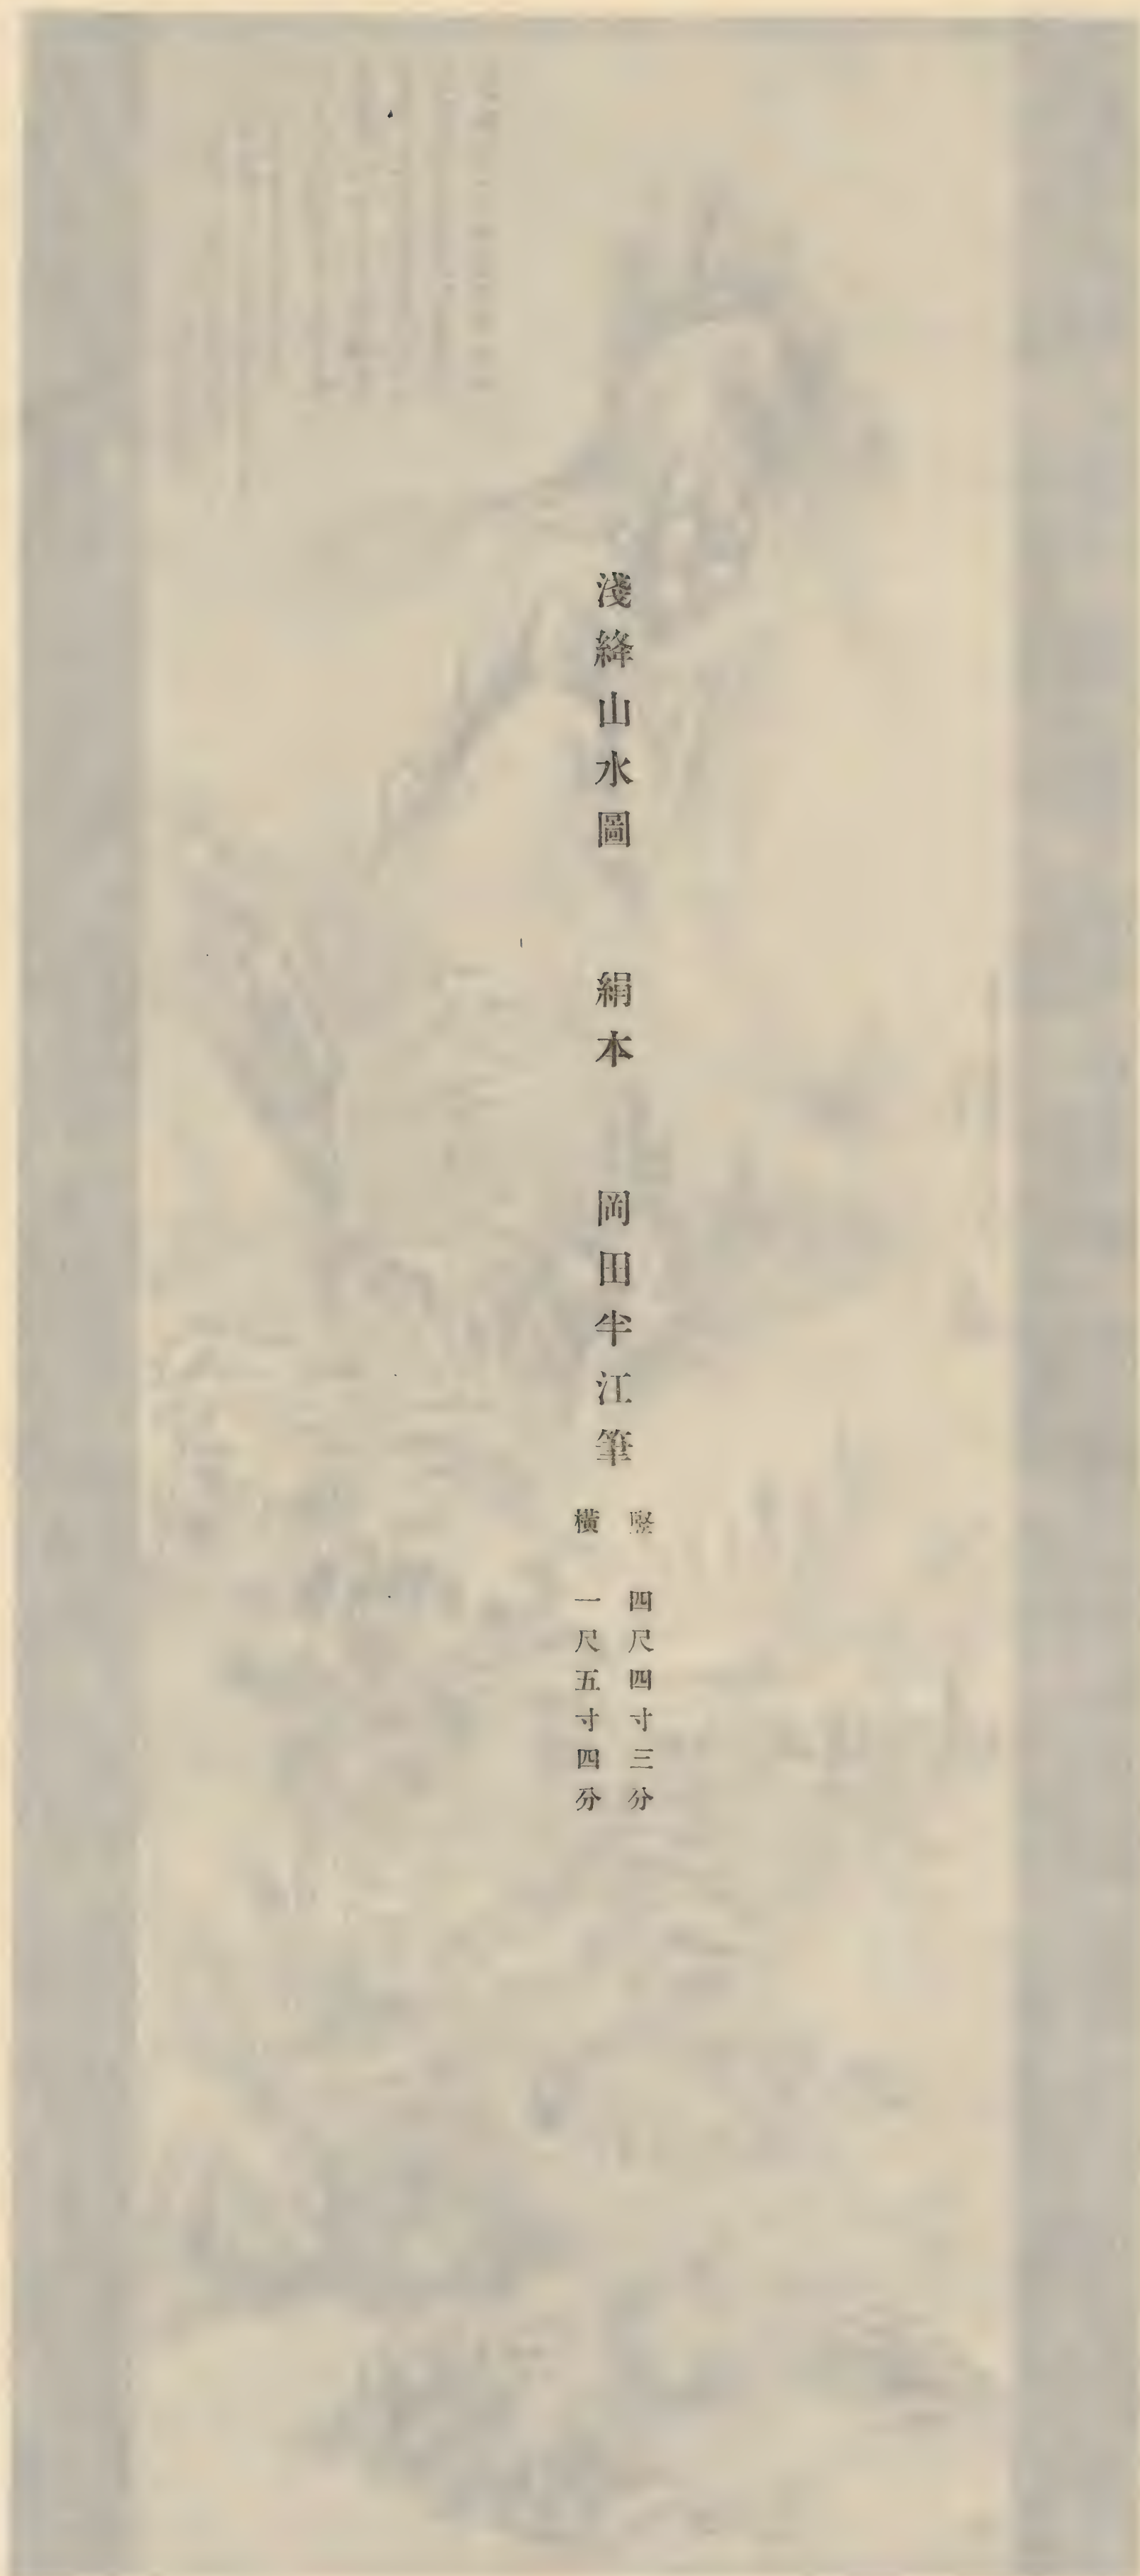 淺絳山水圖　絹本　岡田半江筆
竪　四尺四寸三分
橫　一尺五寸四分